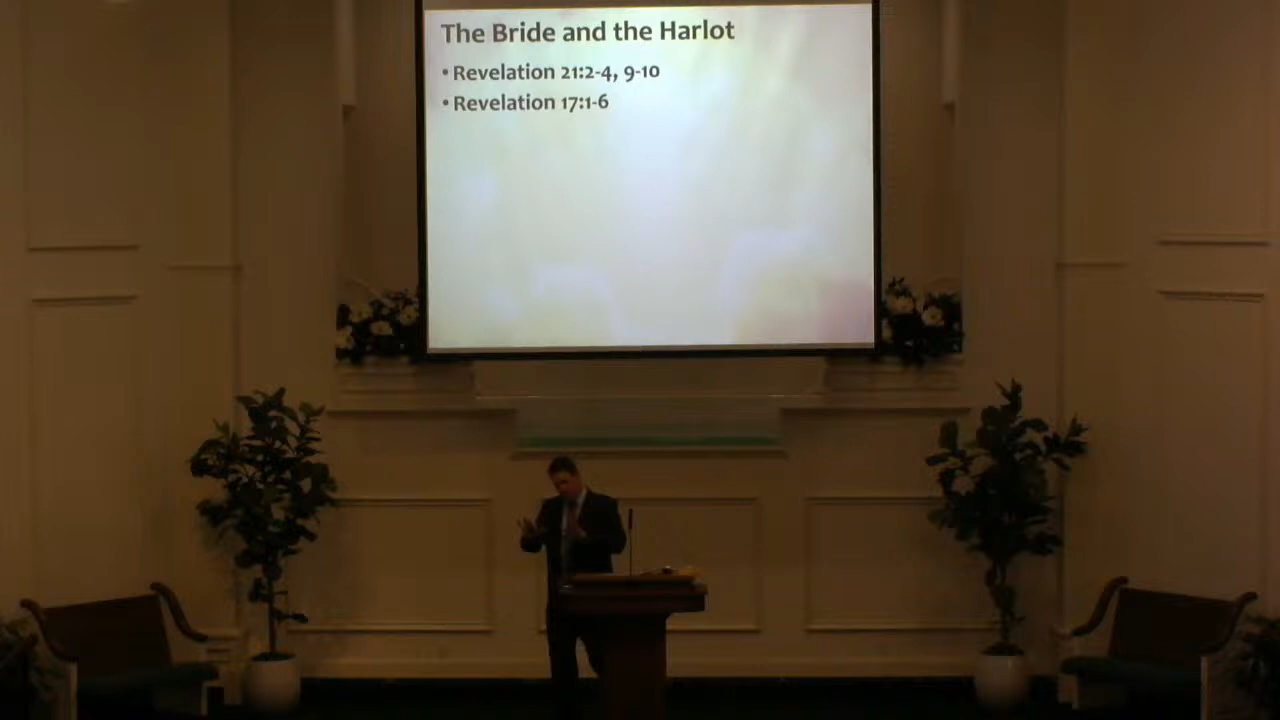 The Bride and the Harlot
• Revelation 21:2-4, 9-10
• Revelation 17:1-6